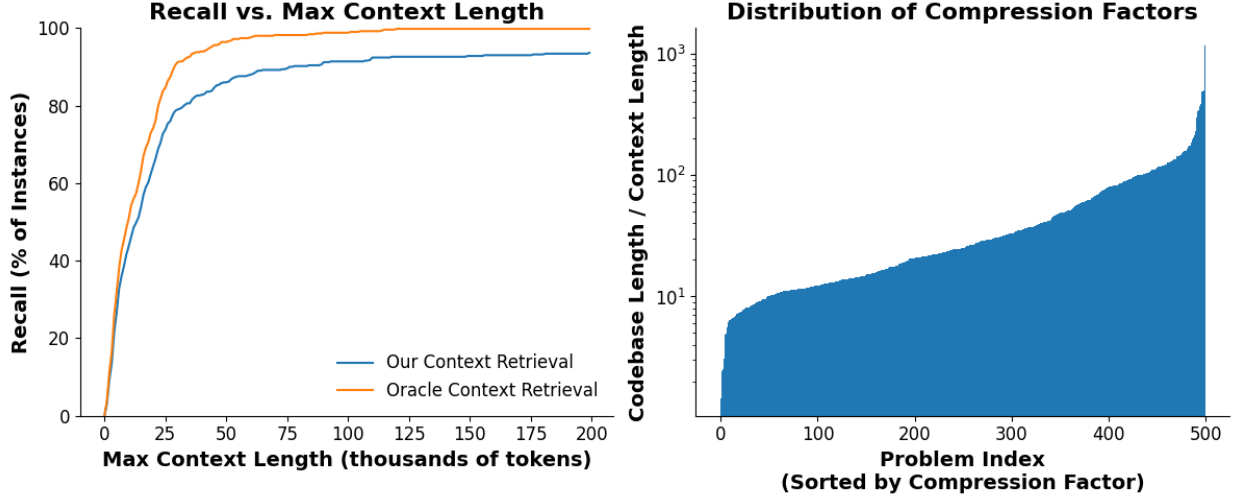 Recall vs. Max Context Length
Recall (% of Instances)
100
80
60
40
20
0
0 25 50 75 100 125 150 175 200
Max Context Length (thousands of tokens)
Our Context Retrieval
Oracle Context Retrieval
Distribution of Compression Factors
Codebase Length / Context Length
10³
10²
10¹
0 100 200 300 400 500
Problem Index
(Sorted by Compression Factor)